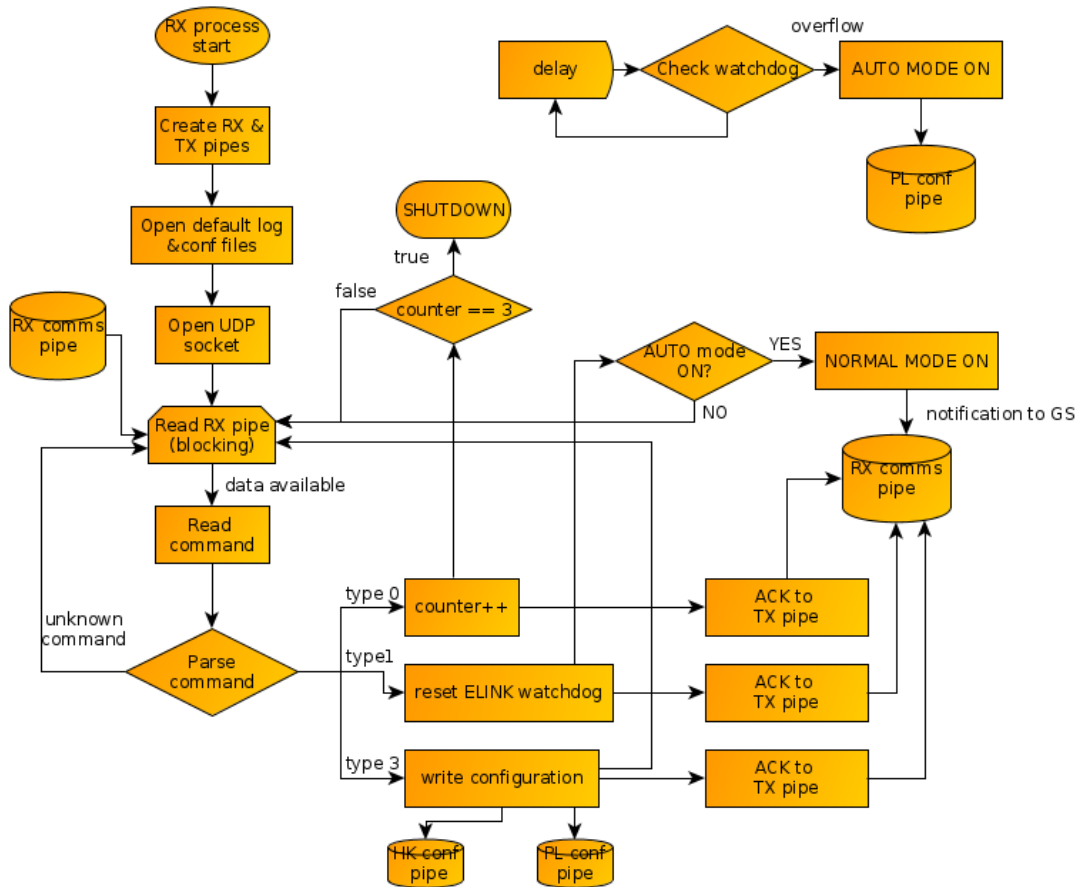 RX process
start
Create RX &
TX pipes
Open default log
&conf files
Open UDP
socket
RX comms
pipe
Read RX pipe
(blocking)
data available
Read
command
unknown
command
Parse
command
delay
Check watchdog
overflow
AUTO MODE ON
PL conf
pipe
SHUTDOWN
true
false
counter == 3
AUTO mode
ON?
YES
NO
NORMAL MODE ON
notification to GS
RX comms
pipe
type 0
counter++
ACK to
TX pipe
type1
reset ELINK watchdog
ACK to
TX pipe
type 3
write configuration
ACK to
TX pipe
HK conf
pipe
PL conf
pipe